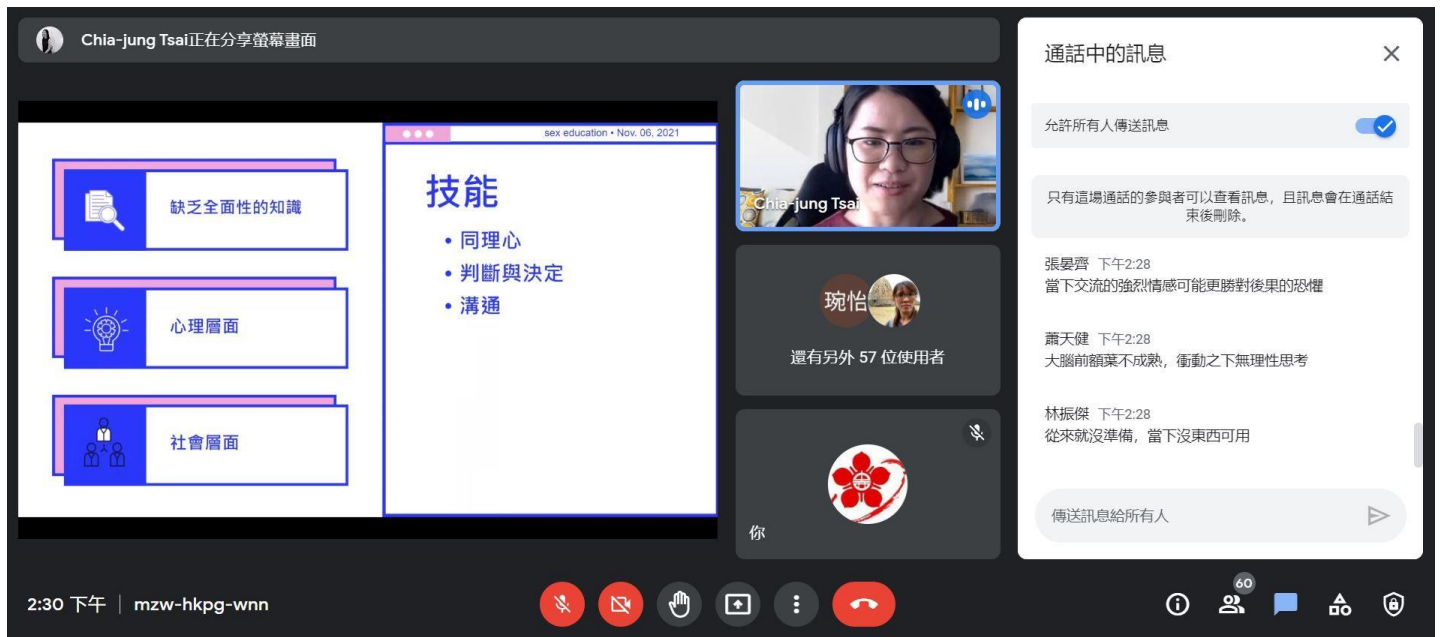 Chia-jung Tsai正在分享螢幕畫面
sex education • Nov. 06, 2021
缺乏全面性的知識
心理層面
社會層面
技能
• 同理心
• 判斷與決定
• 溝通
Chia-jung Tsai
琬怡
還有另外 57 位使用者
你
通話中的訊息
允許所有人傳送訊息
只有這場通話的參與者可以查看訊息，且訊息會在通話結
束後刪除。
張晏齊 下午2:28
當下交流的強烈情感可能更勝對後果的恐懼
蕭天健 下午2:28
大腦前額葉不成熟，衝動之下無理性思考
林振傑 下午2:28
從來就沒準備，當下沒東西可用
傳送訊息給所有人
2:30 下午 | mzw-hkpg-wnn
60